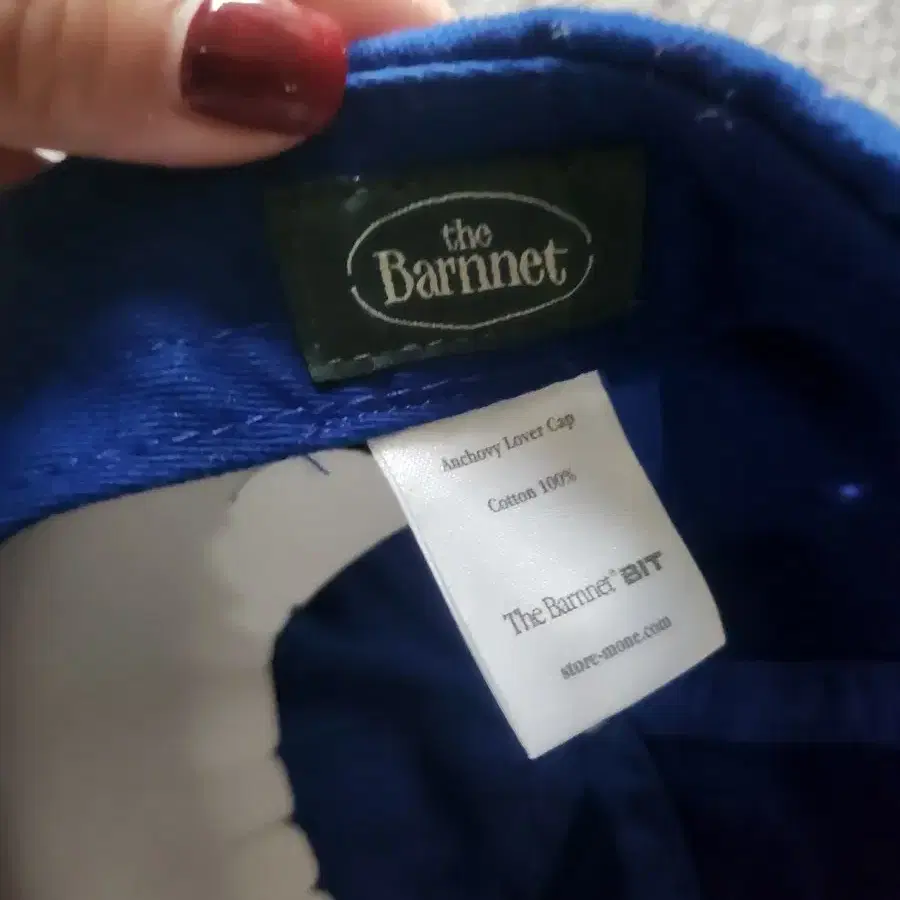 the
Barnnet
Anchovy Lover Cap
Cotton 100%
The Barnnet® BIT
store-mone.com